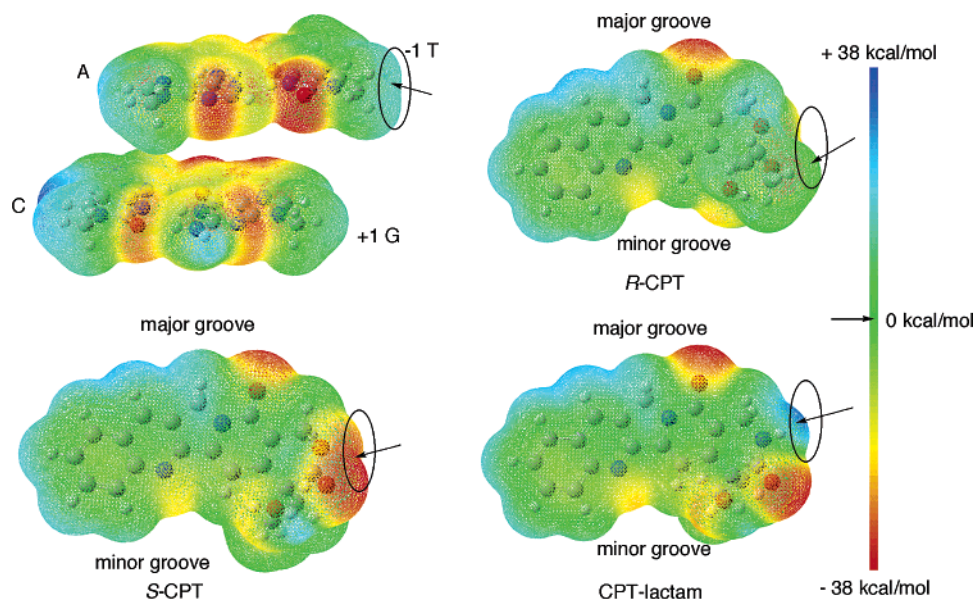 A
-1 T
C
+1 G
major groove
minor groove
R-CPT
+ 38 kcal/mol
0 kcal/mol
- 38 kcal/mol
major groove
minor groove
S-CPT
major groove
minor groove
CPT-lactam